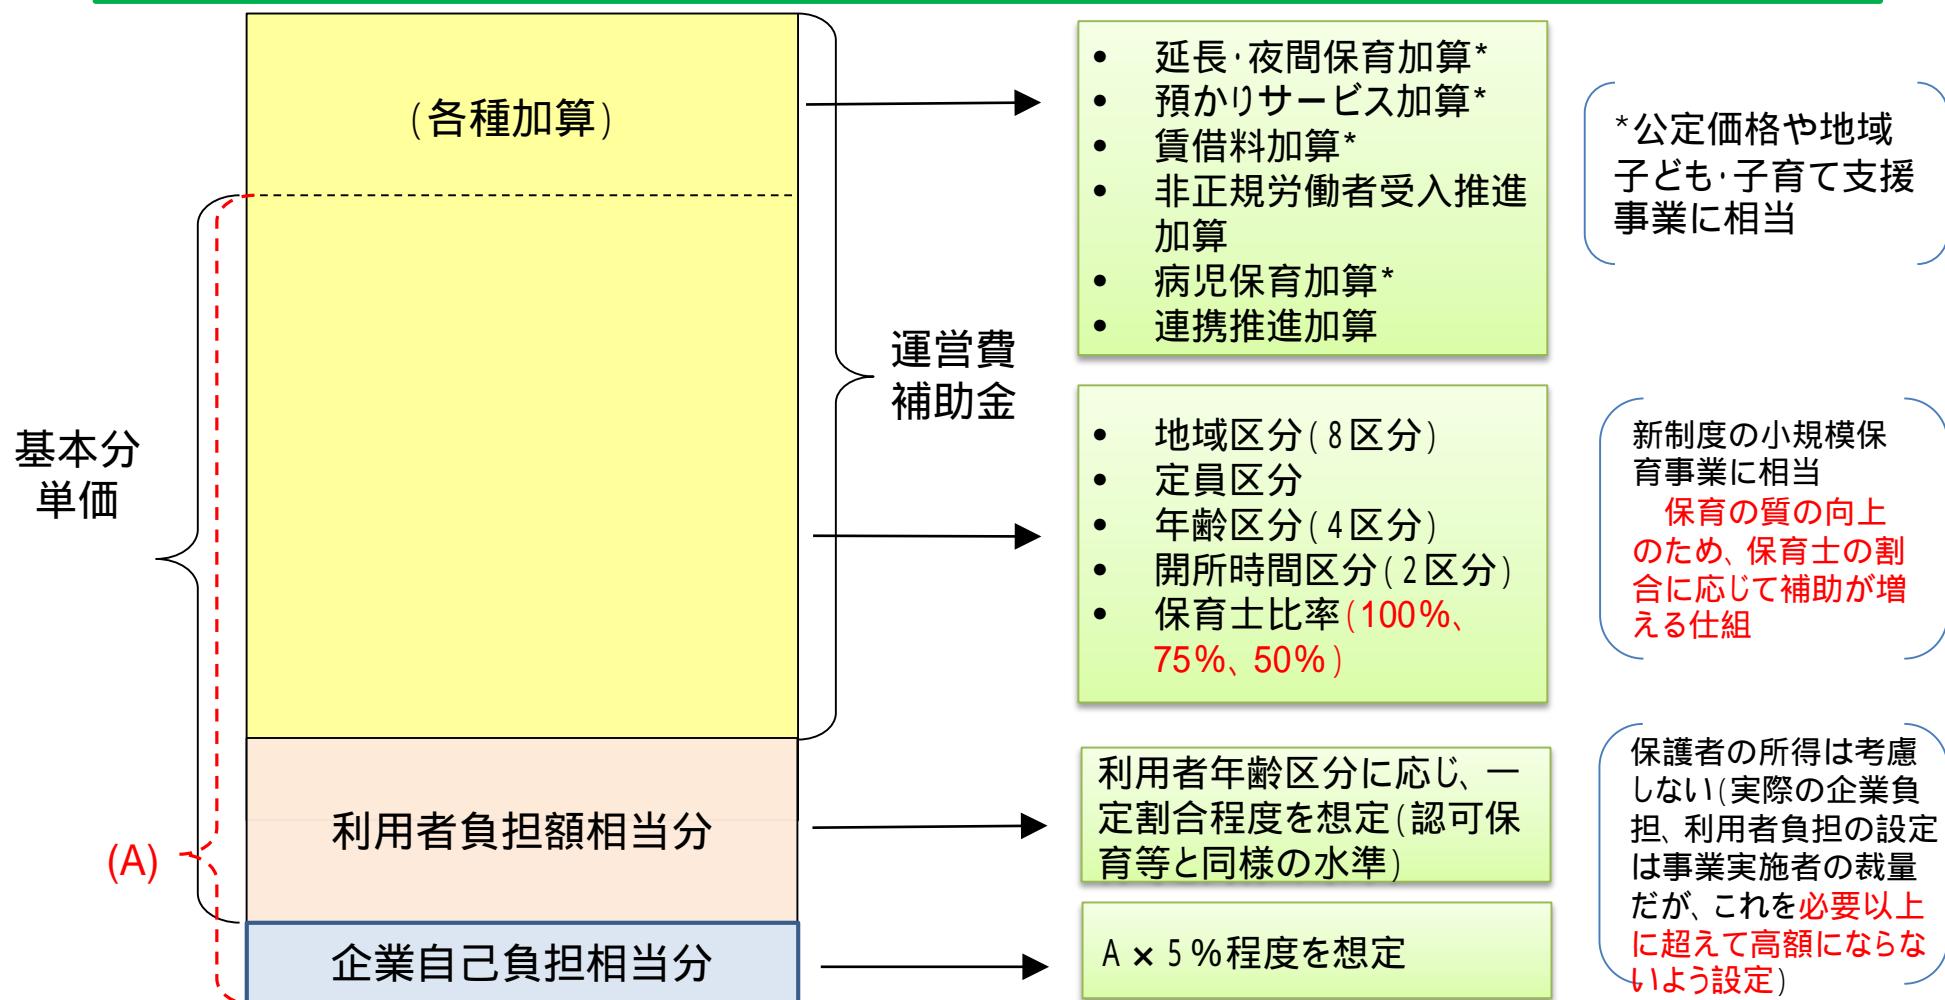 (各種加算)
基本分
単価
(A)
利用者負担額相当分
企業自己負担相当分
運営費
補助金
• 延長・夜間保育加算*
• 預かりサービス加算*
• 賃借料加算*
• 非正規労働者受入推進
加算
• 病児保育加算*
• 連携推進加算
*公定価格や地域
子ども・子育て支援
事業に相当
• 地域区分(8区分)
• 定員区分
• 年齢区分(4区分)
• 開所時間区分(2区分)
• 保育士比率(100%、
75%、50%)
新制度の小規模保
育事業に相当
保育の質の向上
のため、保育士の割
合に応じて補助が増
える仕組
利用者年齢区分に応じ、一
定割合程度を想定(認可保
育等と同様の水準)
A×5%程度を想定
保護者の所得は考慮
しない(実際の企業負
担、利用者負担の設定
は事業実施者の裁量
だが、これを必要以上
に超えて高額にならな
いよう設定)